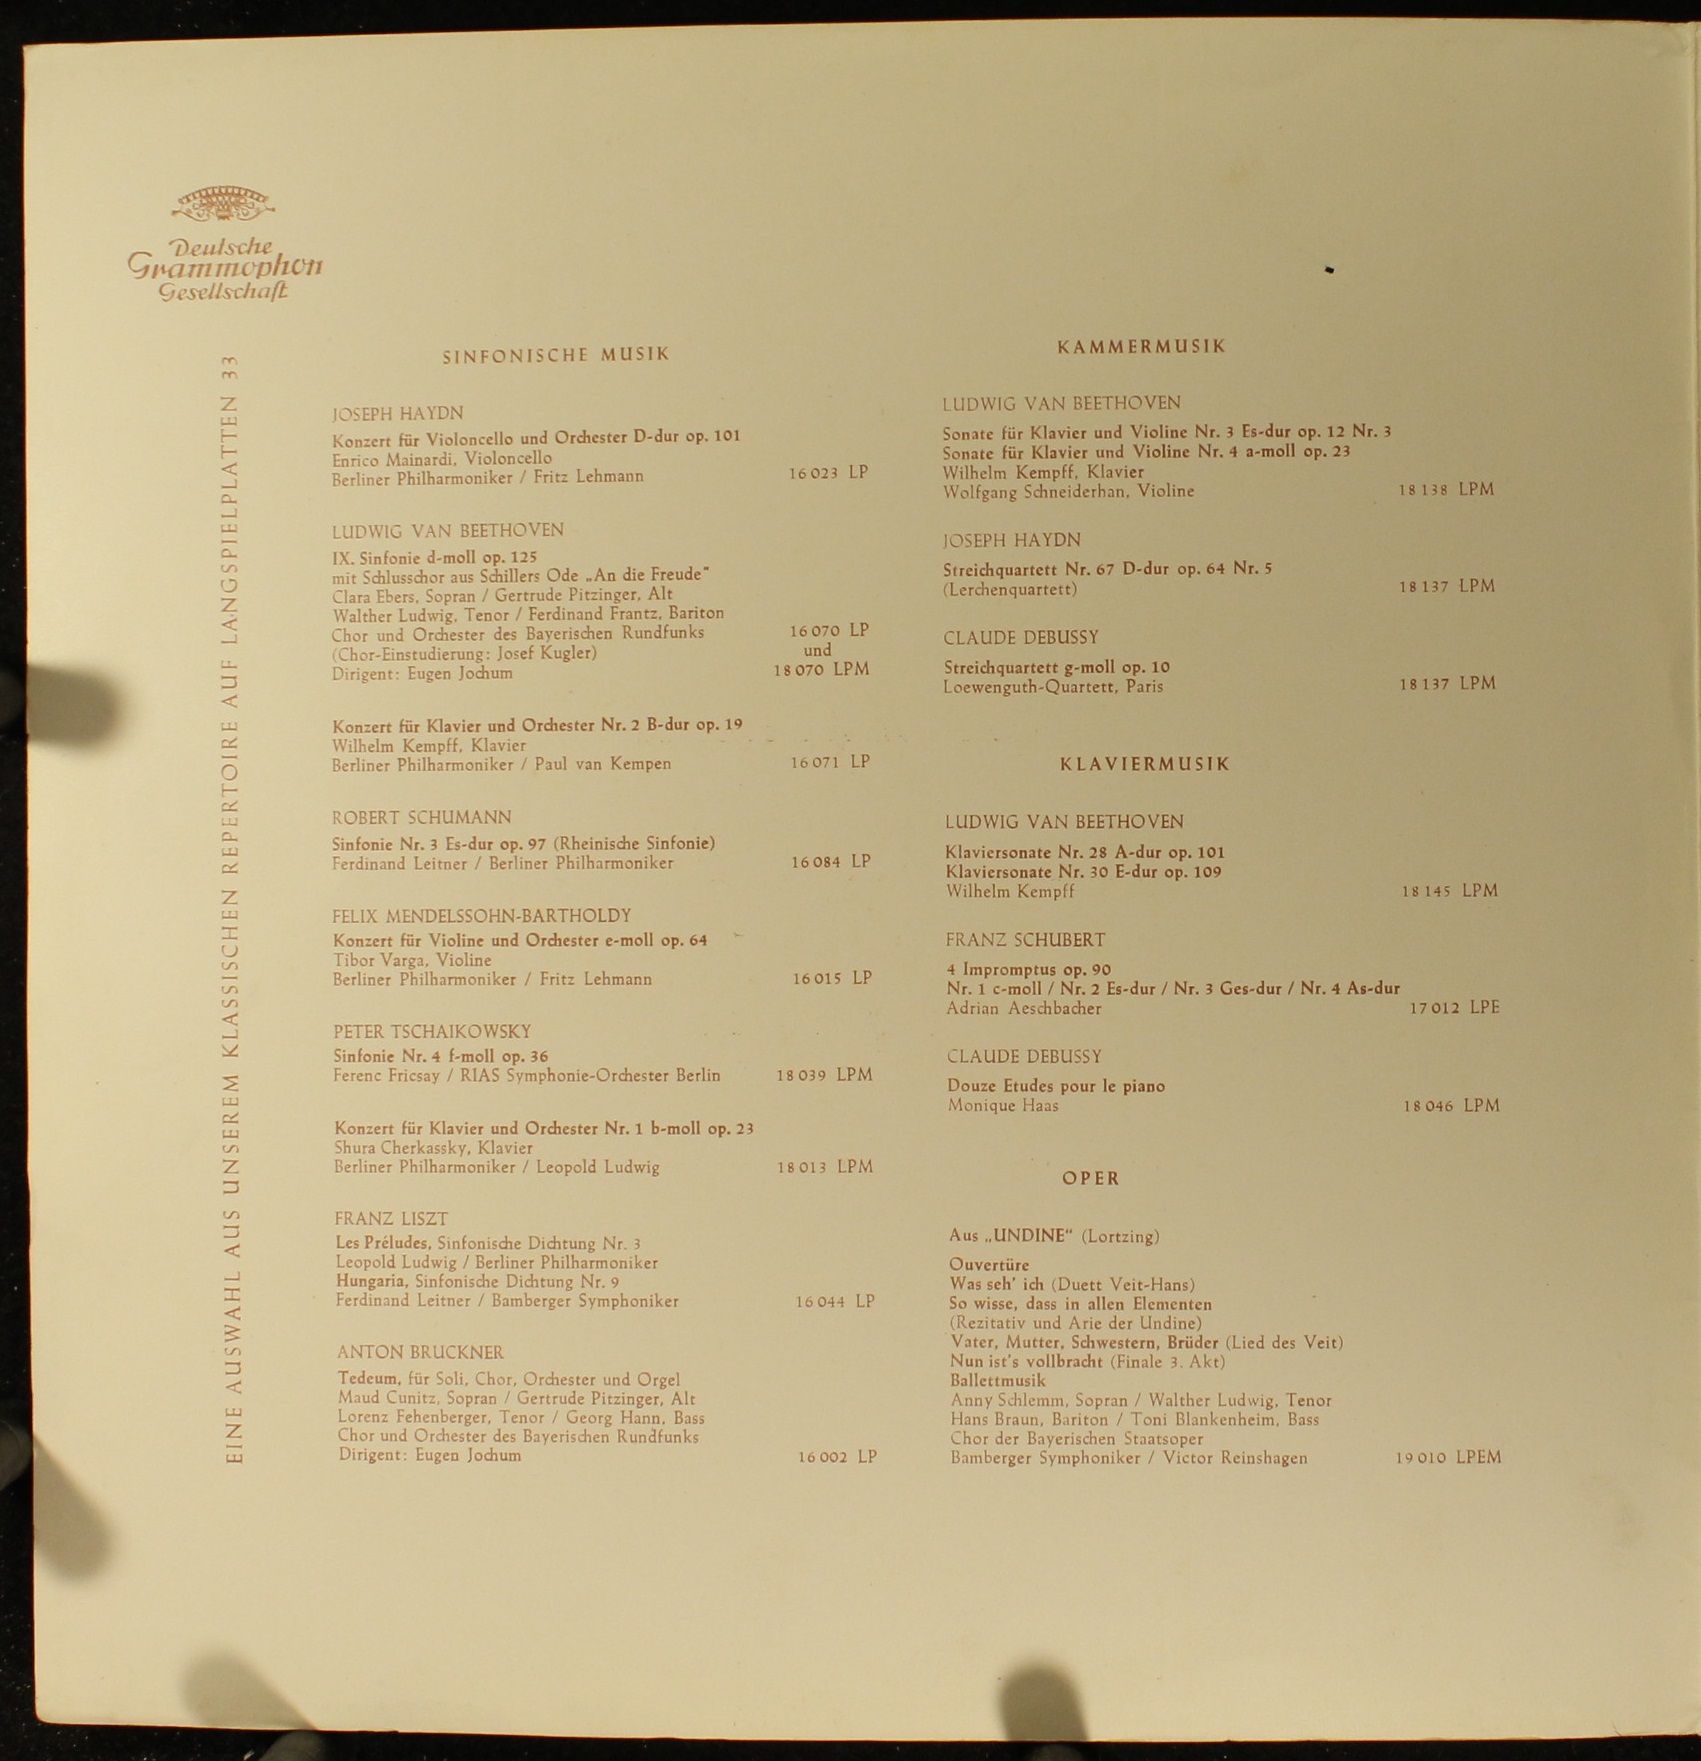 Deutsche
Grammophon
Gesellschaft
EINE AUSWAHL AUS UNSEREM KLASSISCHEN REPERTOIRE AUF LANGSPIELPLATTEN 33
SINFONISCHE MUSIK
JOSEPH HAYDN
Konzert für Violoncello und Orchester D-dur op. 101
Enrico Mainardi, Violoncello
Berliner Philharmoniker / Fritz Lehmann 16 023 LP
LUDWIG VAN BEETHOVEN
IX. Sinfonie d-moll op. 125
mit Schlusschor aus Schillers Ode „An die Freude"
Clara Ebers, Sopran / Gertrude Pitzinger, Alt
Walther Ludwig, Tenor / Ferdinand Frantz, Bariton
Chor und Orchester des Bayerischen Rundfunks 16 070 LP
(Chor-Einstudierung: Josef Kugler) und
Dirigent: Eugen Jochum 18 070 LPM
Konzert für Klavier und Orchester Nr. 2 B-dur op. 19
Wilhelm Kempff, Klavier
Berliner Philharmoniker / Paul van Kempen 16 071 LP
ROBERT SCHUMANN
Sinfonie Nr. 3 Es-dur op. 97 (Rheinische Sinfonie)
Ferdinand Leitner / Berliner Philharmoniker 16 084 LP
FELIX MENDELSSOHN-BARTHOLDY
Konzert für Violine und Orchester e-moll op. 64
Tibor Varga, Violine
Berliner Philharmoniker / Fritz Lehmann 16 015 LP
PETER TSCHAIKOWSKY
Sinfonie Nr. 4 f-moll op. 36
Ferenc Fricsay / RIAS Symphonie-Orchester Berlin 18 039 LPM
Konzert für Klavier und Orchester Nr. 1 b-moll op. 23
Shura Cherkassky, Klavier
Berliner Philharmoniker / Leopold Ludwig 18 013 LPM
FRANZ LISZT
Les Préludes, Sinfonische Dichtung Nr. 3
Leopold Ludwig / Berliner Philharmoniker
Hungaria, Sinfonische Dichtung Nr. 9
Ferdinand Leitner / Bamberger Symphoniker 16 044 LP
ANTON BRUCKNER
Tedeum, für Soli, Chor, Orchester und Orgel
Maud Cunitz, Sopran / Gertrude Pitzinger, Alt
Lorenz Fehenberger, Tenor / Georg Hann, Bass
Chor und Orchester des Bayerischen Rundfunks
Dirigent: Eugen Jochum 16 002 LP
KAMMERMUSIK
LUDWIG VAN BEETHOVEN
Sonate für Klavier und Violine Nr. 3 Es-dur op. 12 Nr. 3
Sonate für Klavier und Violine Nr. 4 a-moll op. 23
Wilhelm Kempff, Klavier
Wolfgang Schneiderhan, Violine 18 138 LPM
JOSEPH HAYDN
Streichquartett Nr. 67 D-dur op. 64 Nr. 5
(Lerchenquartett) 18 137 LPM
CLAUDE DEBUSSY
Streichquartett g-moll op. 10
Loewenguth-Quartett, Paris 18 137 LPM
KLAVIERMUSIK
LUDWIG VAN BEETHOVEN
Klaviersonate Nr. 28 A-dur op. 101
Klaviersonate Nr. 30 E-dur op. 109
Wilhelm Kempff 18 145 LPM
FRANZ SCHUBERT
4 Impromptus op. 90
Nr. 1 c-moll / Nr. 2 Es-dur / Nr. 3 Ges-dur / Nr. 4 As-dur
Adrian Aeschbacher 17 012 LPE
CLAUDE DEBUSSY
Douze Etudes pour le piano
Monique Haas 18 046 LPM
OPER
Aus „UNDINE" (Lortzing)
Ouvertüre
Was seh' ich (Duett Veit-Hans)
So wisse, dass in allen Elementen
(Rezitativ und Arie der Undine)
Vater, Mutter, Schwestern, Brüder (Lied des Veit)
Nun ist's vollbracht (Finale 3. Akt)
Ballettmusik
Anny Schlemm, Sopran / Walther Ludwig, Tenor
Hans Braun, Bariton / Toni Blankenheim, Bass
Chor der Bayerischen Staatsoper
Bamberger Symphoniker / Victor Reinshagen 19 010 LPEM